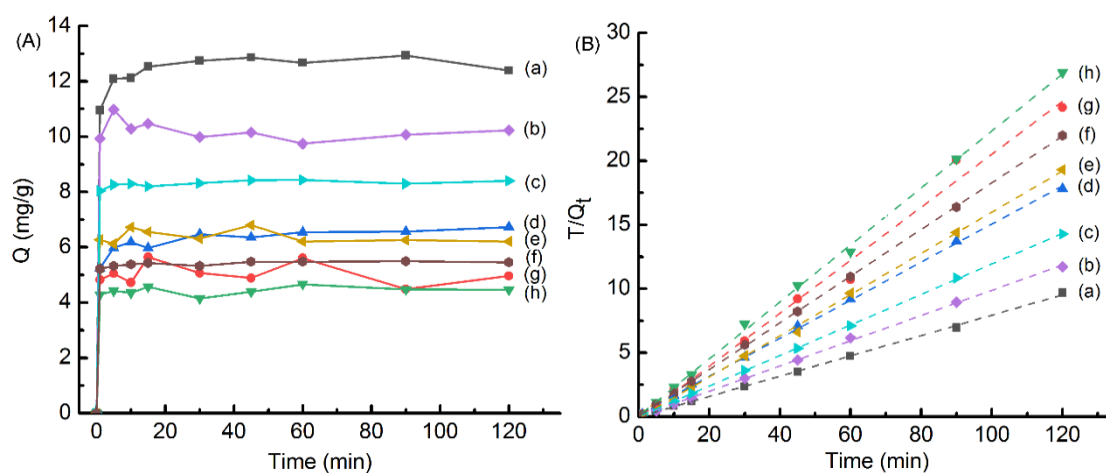 (A)
Q (mg/g)
14
12
10
8
6
4
2
0
0 20 40 60 80 100 120
Time (min)
(a)
(b)
(c)
(d)
(e)
(f)
(g)
(h)
(B)
T/Qt
30
25
20
15
10
5
0
20 40 60 80 100 120
Time (min)
(h)
(g)
(f)
(e)
(d)
(c)
(b)
(a)